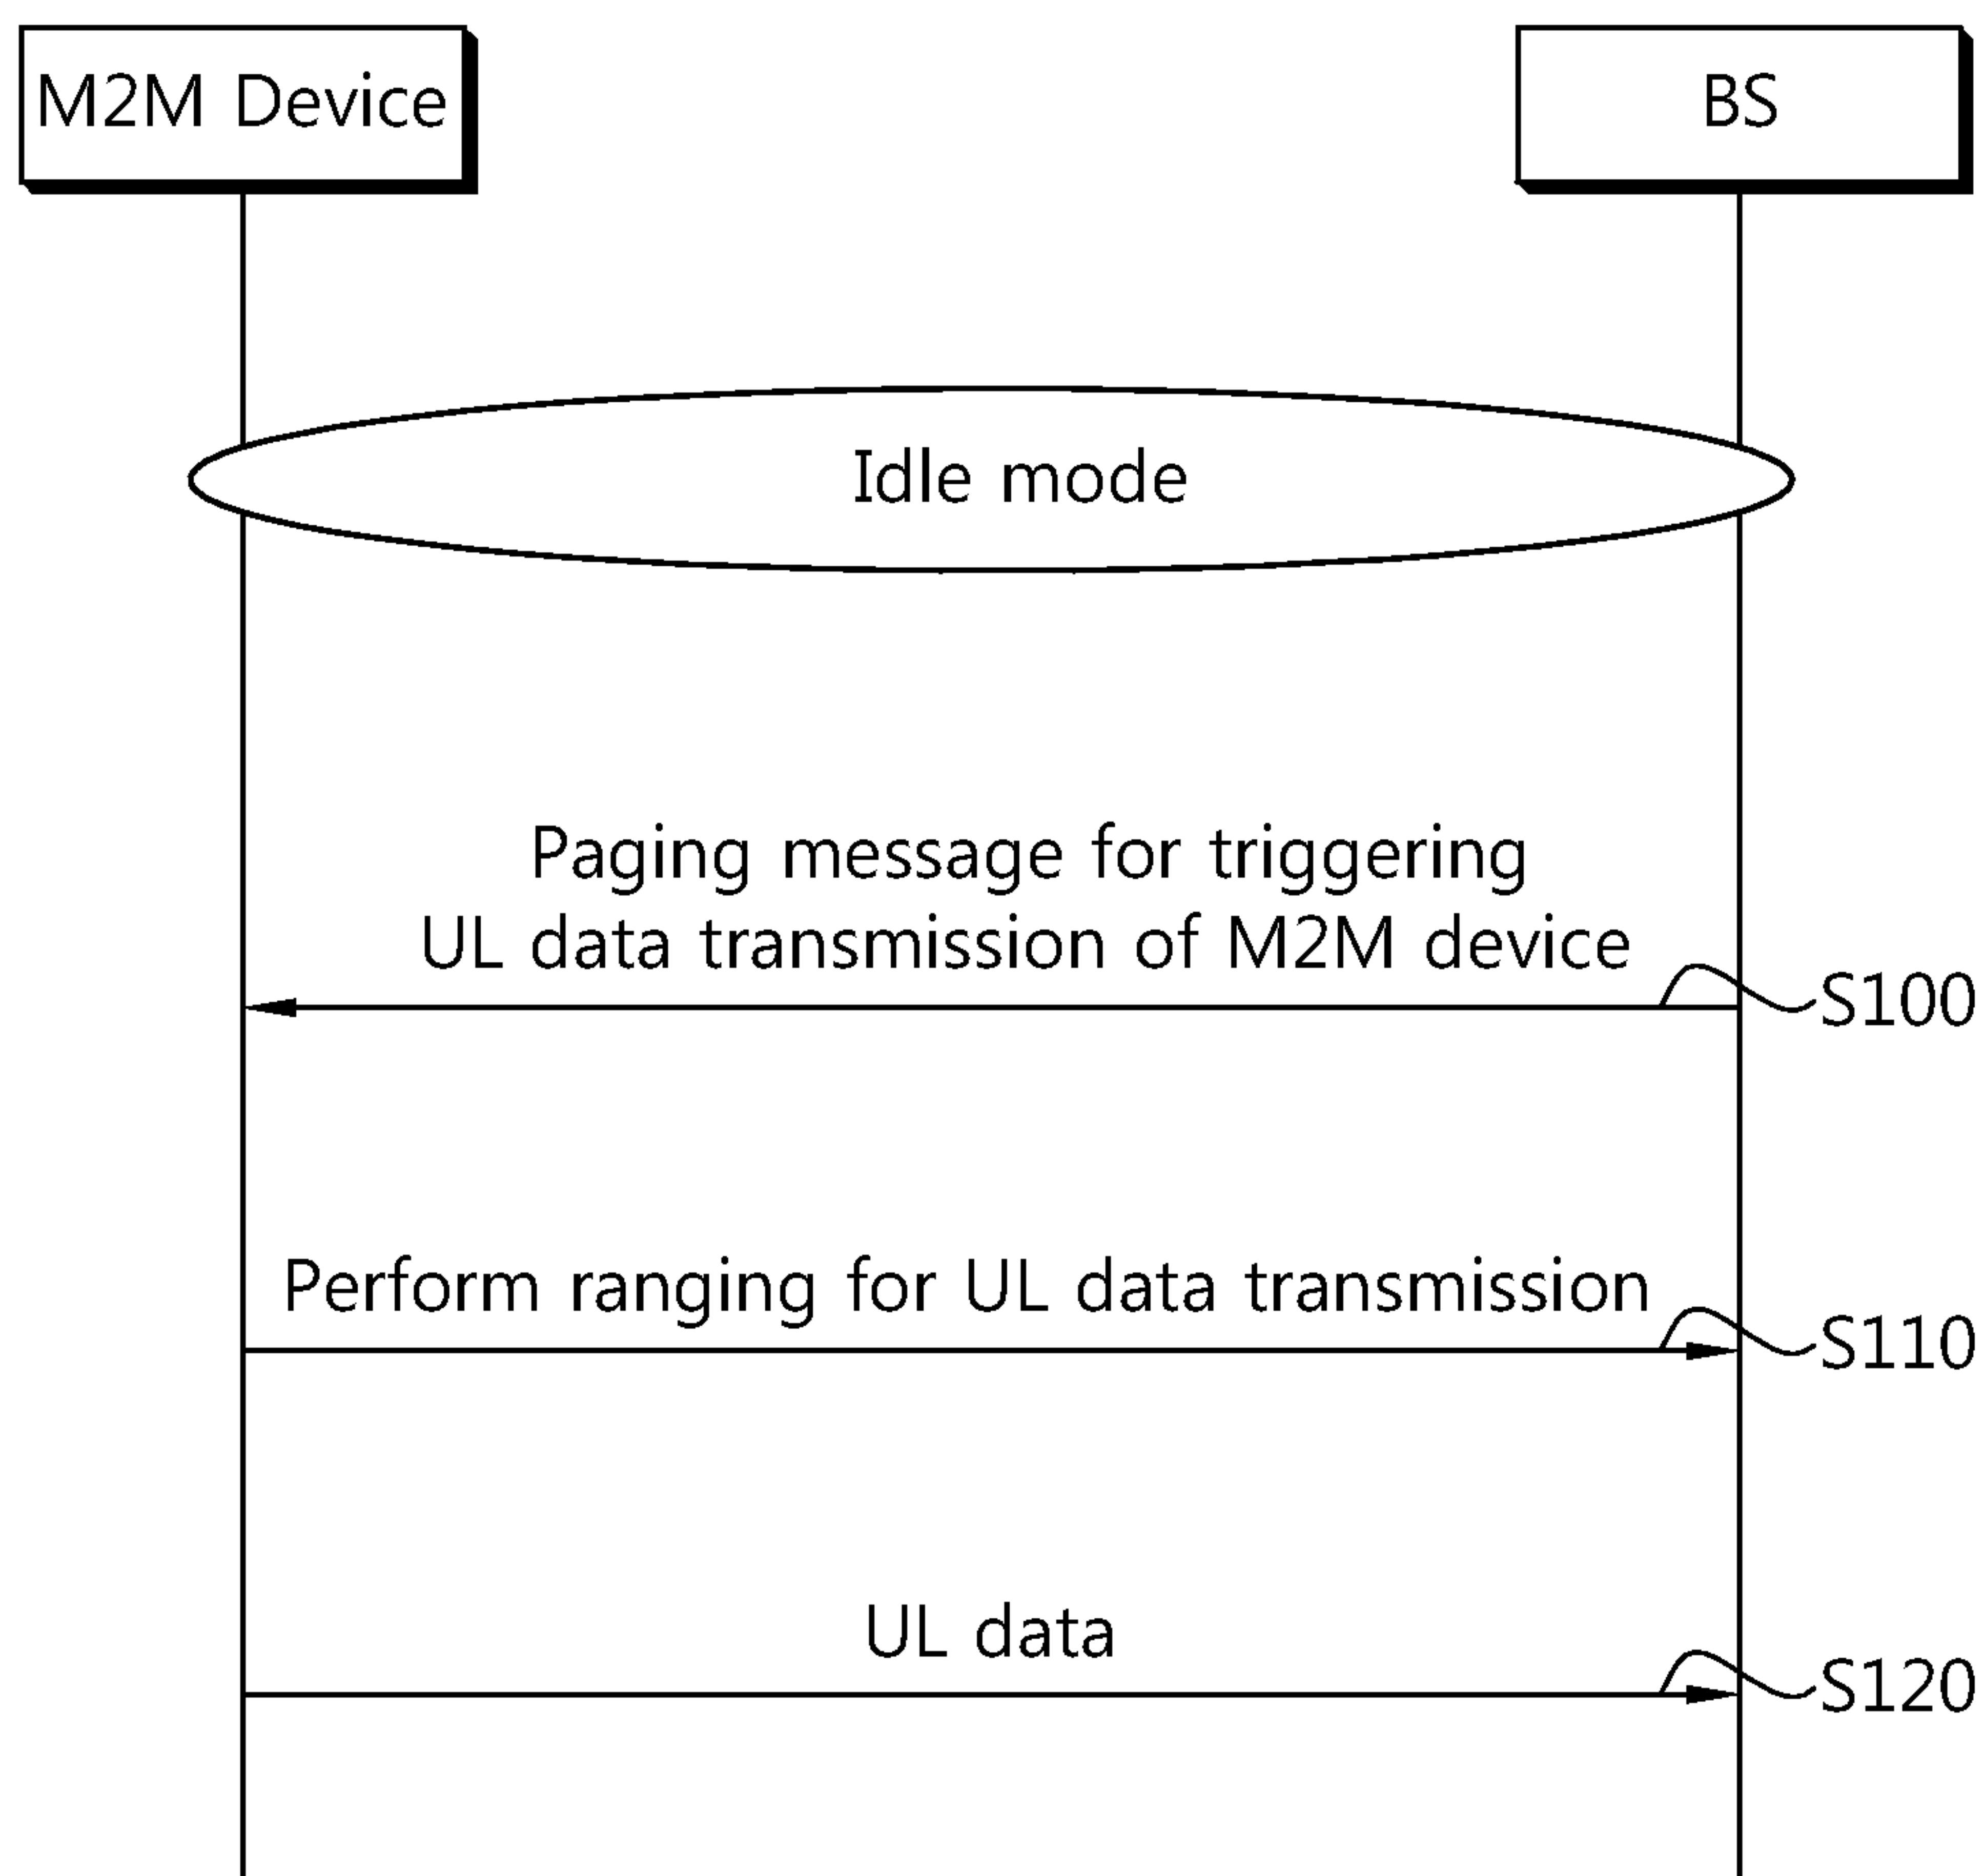 M2M Device
BS
Idle mode
Paging message for triggering
UL data transmission of M2M device
S100
Perform ranging for UL data transmission
S110
UL data
S120